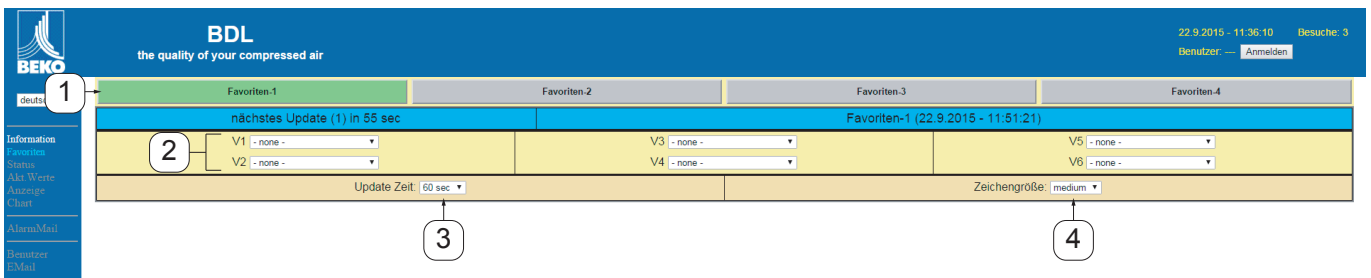 BEKO
BDL
the quality of your compressed air
22.9.2015 - 11:36:10 Besuche: 3
Benutzer: --- Anmelden
1
Favoriten-1 Favoriten-2 Favoriten-3 Favoriten-4
nächstes Update (1) in 55 sec Favoriten-1 (22.9.2015 - 11:51:21)
2
V1 - none - V3 - none - V5 - none -
V2 - none - V4 - none - V6 - none -
Update Zeit: 60 sec Zeichengröße: medium
3 4
Information
Favoriten
Status
Akt.Werte
Anzeige
Chart
AlarmMail
Benutzer
EMail